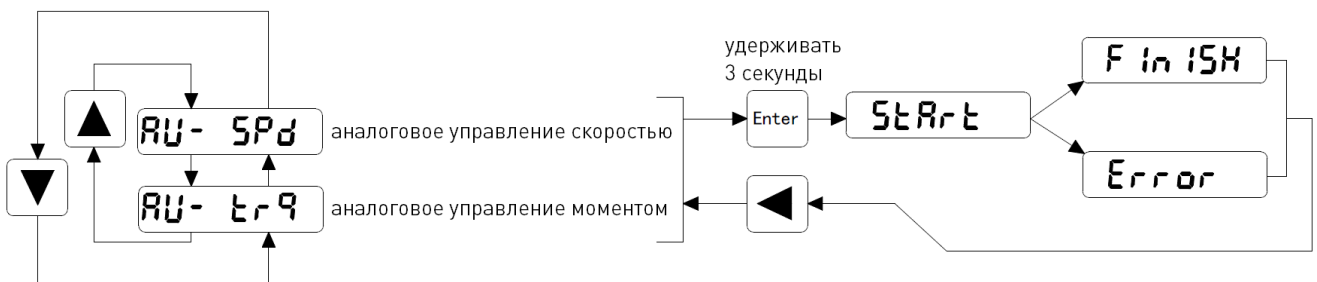 удерживать
3 секунды
Enter
StArt
FinISH
Error
AU- SPd
аналоговое управление скоростью
AU- trq
аналоговое управление моментом